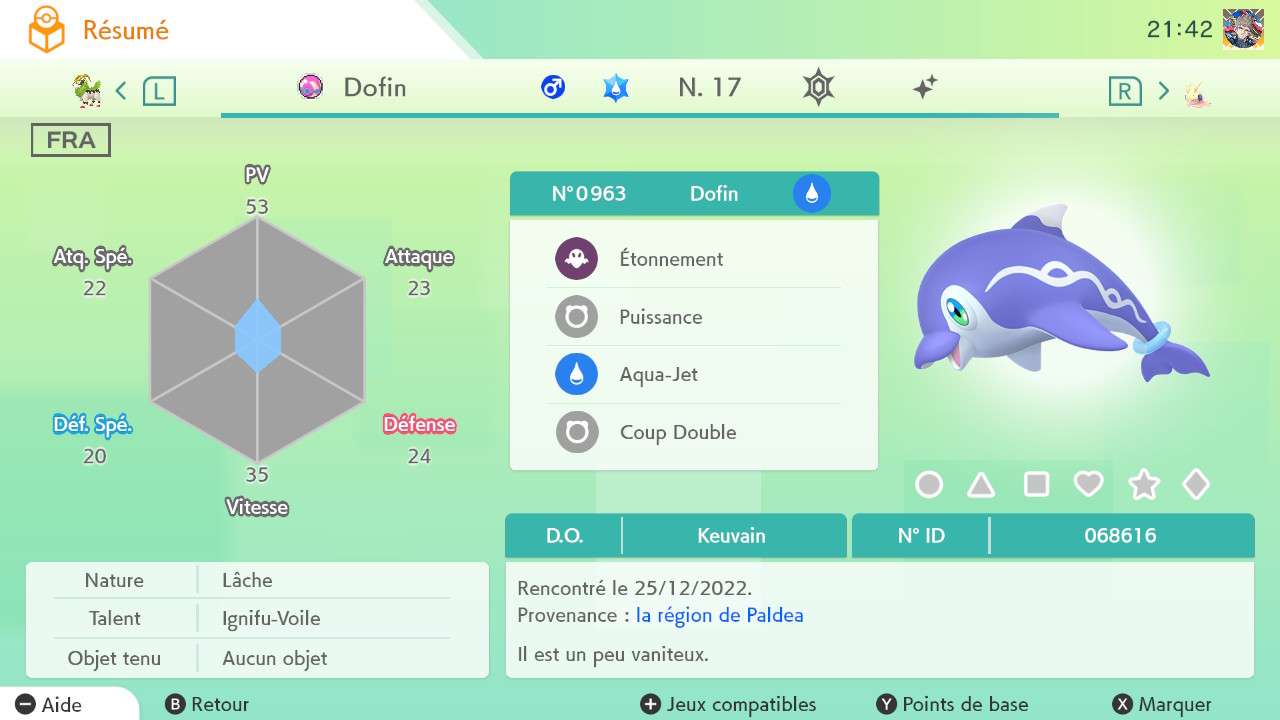 Résumé
21:42
L
Dofin
N. 17
R
FRA
PV
53
Atq. Spé.
22
Attaque
23
Déf. Spé.
20
Défense
24
35
Vitesse
N°0963 Dofin
Étonnement
Puissance
Aqua-Jet
Coup Double
D.O. Keuvain
N° ID 068616
Nature Lâche
Talent Ignifu-Voile
Objet tenu Aucun objet
Rencontré le 25/12/2022.
Provenance : la région de Paldea
Il est un peu vaniteux.
Aide
B Retour
Jeux compatibles
Y Points de base
X Marquer